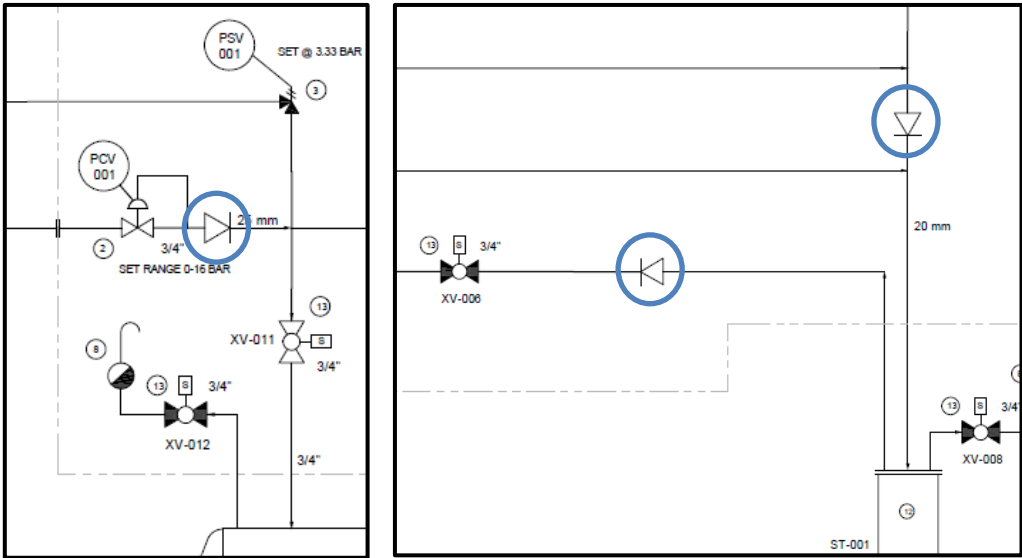 PSV
001
SET @ 3.33 BAR
3
PCV
001
25 mm
2
3/4"
SET RANGE 0-16 BAR
13
XV-011
S
3/4"
8
13
S
3/4"
XV-012
3/4"
20 mm
13
S
3/4"
XV-006
13
S
3/4"
XV-008
12
ST-001